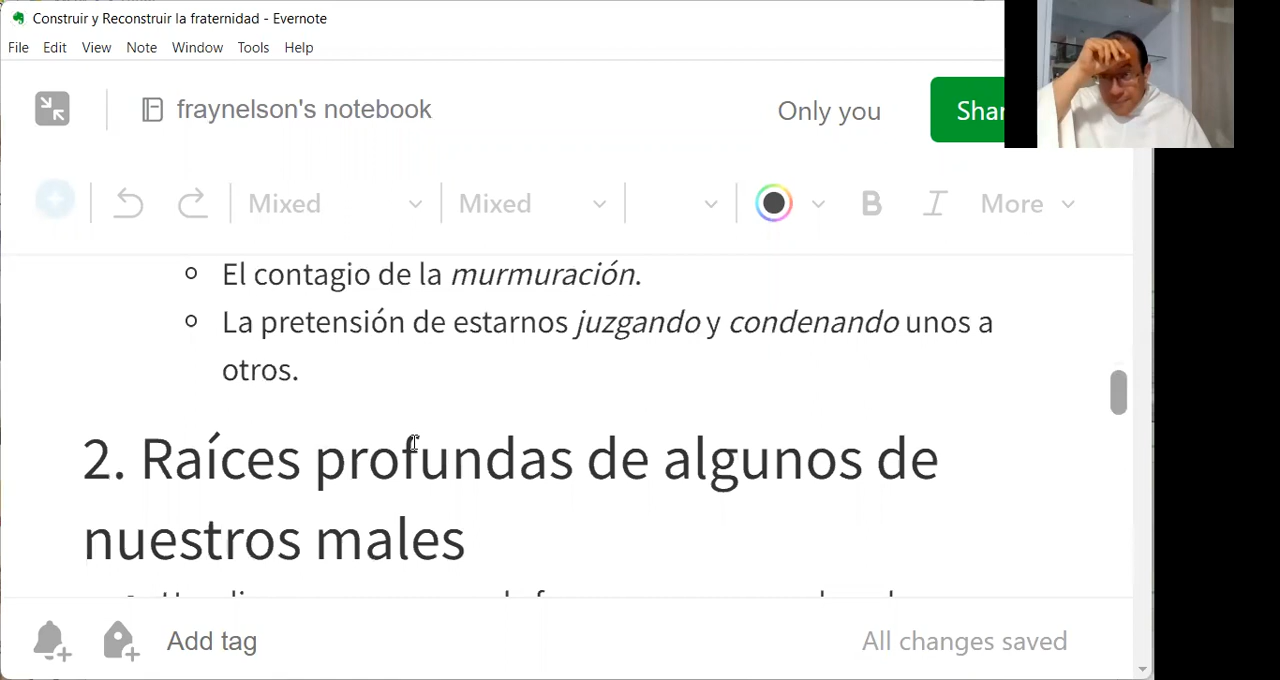 Construir y Reconstruir la fraternidad - Evernote
File Edit View Note Window Tools Help
fraynelson's notebook
Only you
Shar
Mixed
Mixed
B I More
El contagio de la murmuración.
La pretensión de estarnos juzgando y condenando unos a
otros.
2. Raíces profundas de algunos de
nuestros males
Add tag
All changes saved